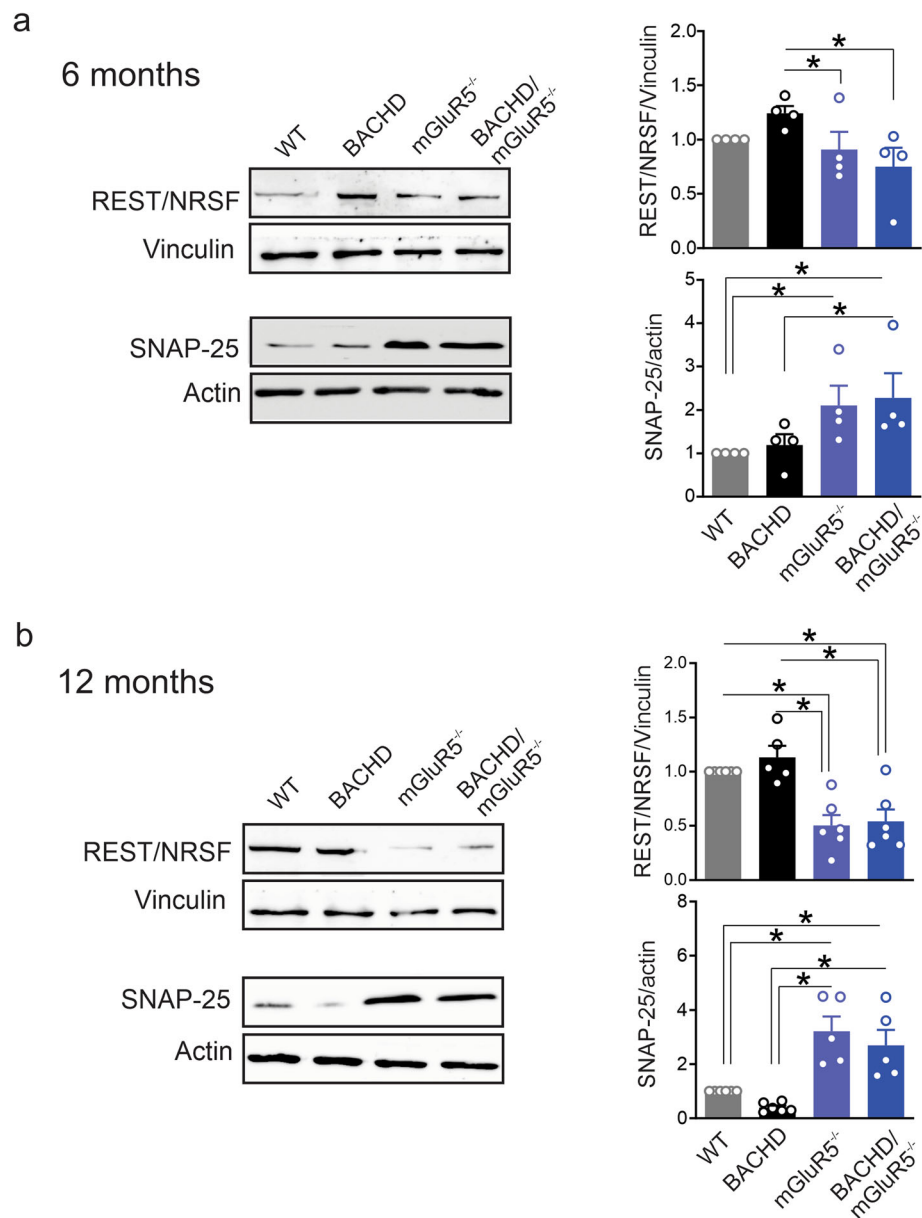 a
6 months
WT
BACHD
mGluR5-/-
BACHD/
mGluR5-/-
REST/NRSF
Vinculin
SNAP-25
Actin
REST/NRSF/Vinculin
2.0
1.5
1.0
0.5
0.0
*
*
SNAP-25/actin
5
4
3
2
1
0
*
*
*
WT
BACHD
mGluR5-/-
BACHD/
mGluR5-/-
b
12 months
WT
BACHD
mGluR5-/-
BACHD/
mGluR5-/-
REST/NRSF
Vinculin
SNAP-25
Actin
REST/NRSF/Vinculin
2.0
1.5
1.0
0.5
0.0
*
*
*
*
SNAP-25/actin
8
6
4
2
0
*
*
*
*
WT
BACHD
mGluR5-/-
BACHD/
mGluR5-/-